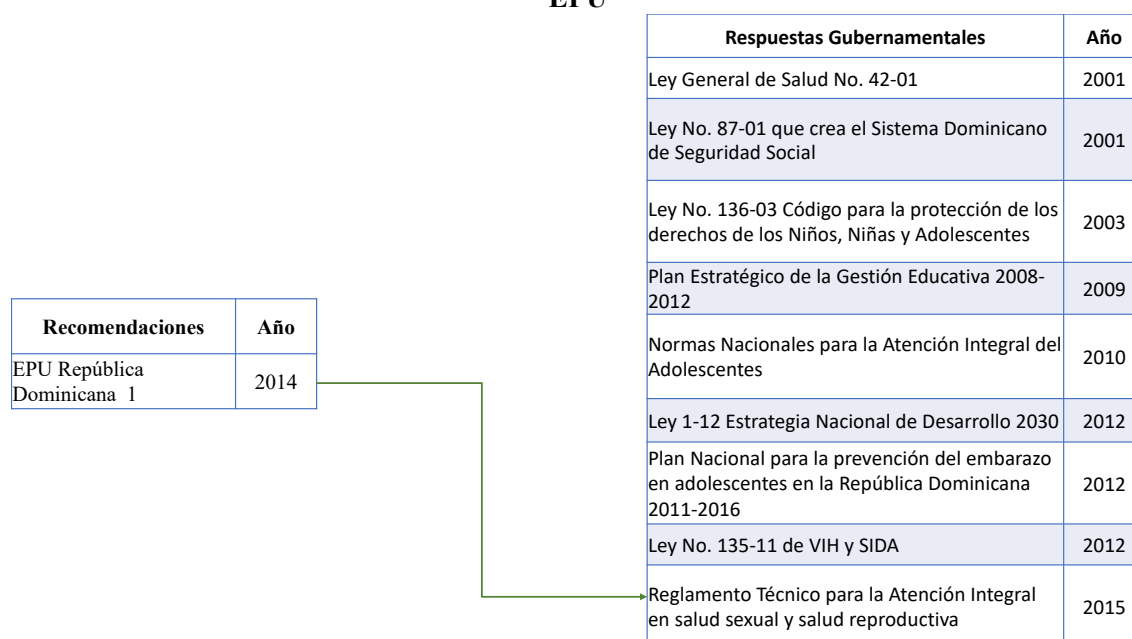 EPU
Respuestas Gubernamentales Año
Ley General de Salud No. 42-01 2001
Ley No. 87-01 que crea el Sistema Dominicano
de Seguridad Social 2001
Ley No. 136-03 Código para la protección de los
derechos de los Niños, Niñas y Adolescentes 2003
Plan Estratégico de la Gestión Educativa 2008-
2012 2009
Recomendaciones Año
EPU República
Dominicana 1 2014
Normas Nacionales para la Atención Integral del
Adolescentes 2010
Ley 1-12 Estrategia Nacional de Desarrollo 2030 2012
Plan Nacional para la prevención del embarazo
en adolescentes en la República Dominicana
2011-2016 2012
Ley No. 135-11 de VIH y SIDA 2012
Reglamento Técnico para la Atención Integral
en salud sexual y salud reproductiva 2015